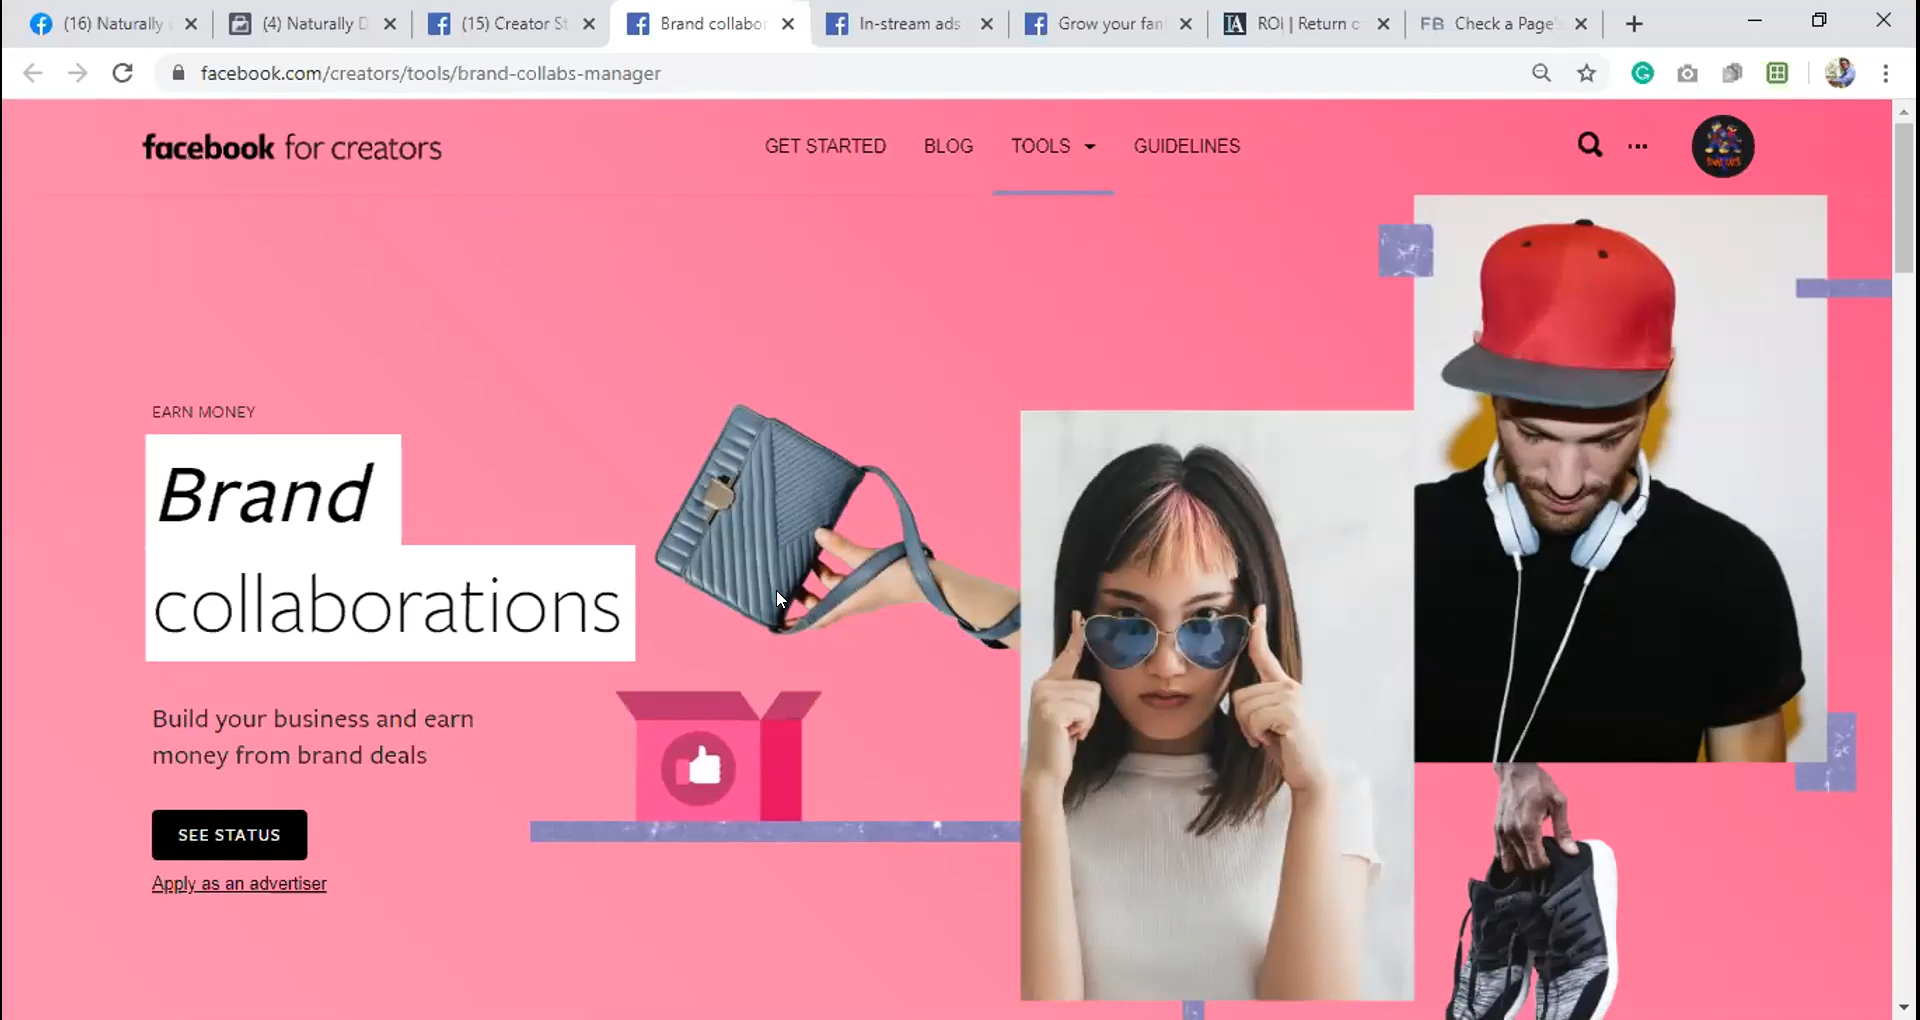 (16) Naturally
(4) Naturally D
(15) Creator St
Brand collabor
In-stream ads
Grow your fan
ROI | Return o
FB Check a Page's
facebook.com/creators/tools/brand-collabs-manager
facebook for creators
GET STARTED
BLOG
TOOLS
GUIDELINES
EARN MONEY
Brand
collaborations
Build your business and earn
money from brand deals
SEE STATUS
Apply as an advertiser